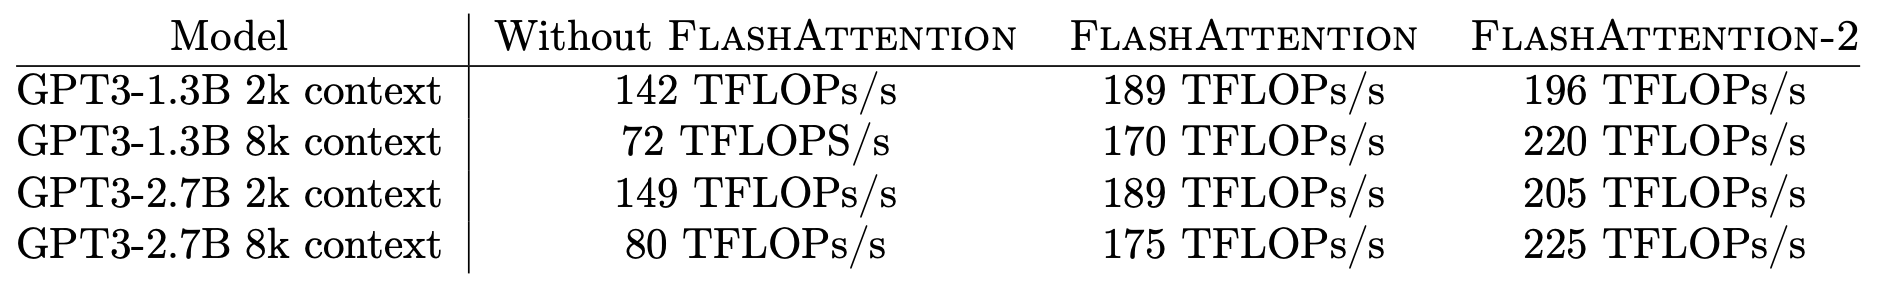 Model Without FLASHATTENTION FLASHATTENTION FLASHATTENTION-2
GPT3-1.3B 2k context 142 TFLOPs/s 189 TFLOPs/s 196 TFLOPs/s
GPT3-1.3B 8k context 72 TFLOPS/s 170 TFLOPs/s 220 TFLOPs/s
GPT3-2.7B 2k context 149 TFLOPs/s 189 TFLOPs/s 205 TFLOPs/s
GPT3-2.7B 8k context 80 TFLOPs/s 175 TFLOPs/s 225 TFLOPs/s